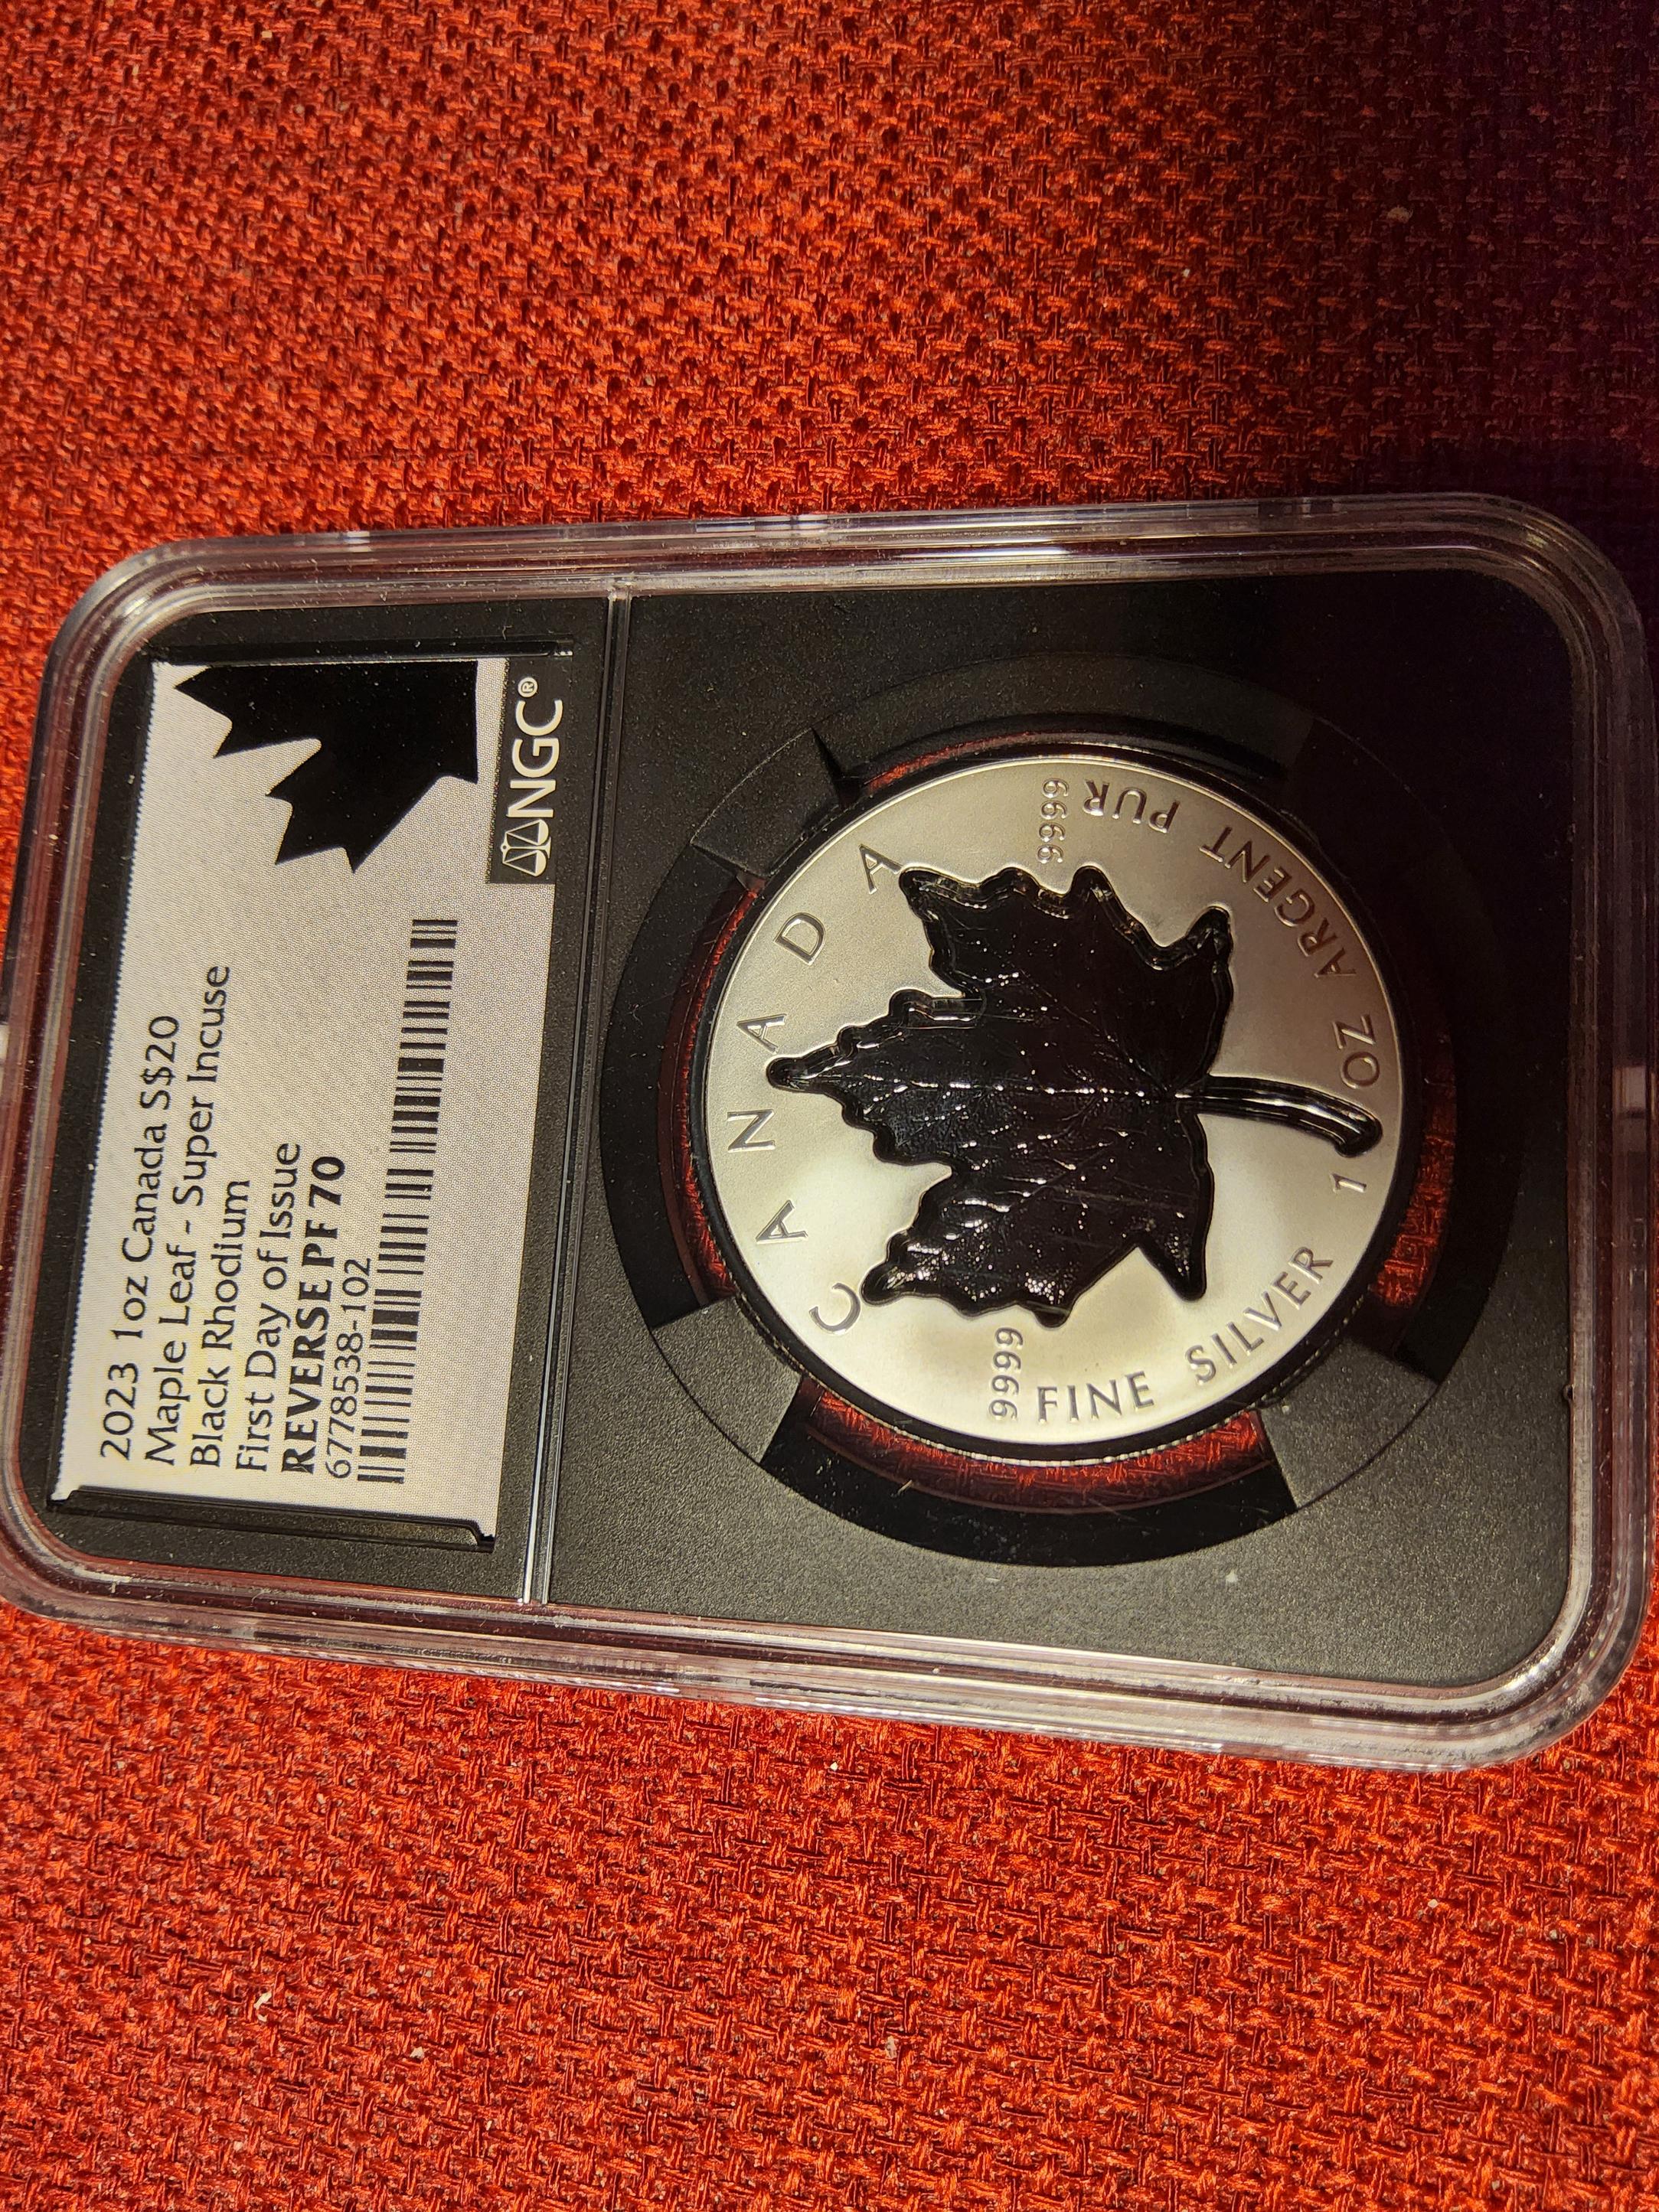 2023 1oz Canada S$20
Maple Leaf - Super Incuse
Black Rhodium
First Day of Issue
REVERSE PF 70
67785538-102
NGC®
CANADA
9999
9999
FINE SILVER 1 OZ ARGENT PUR